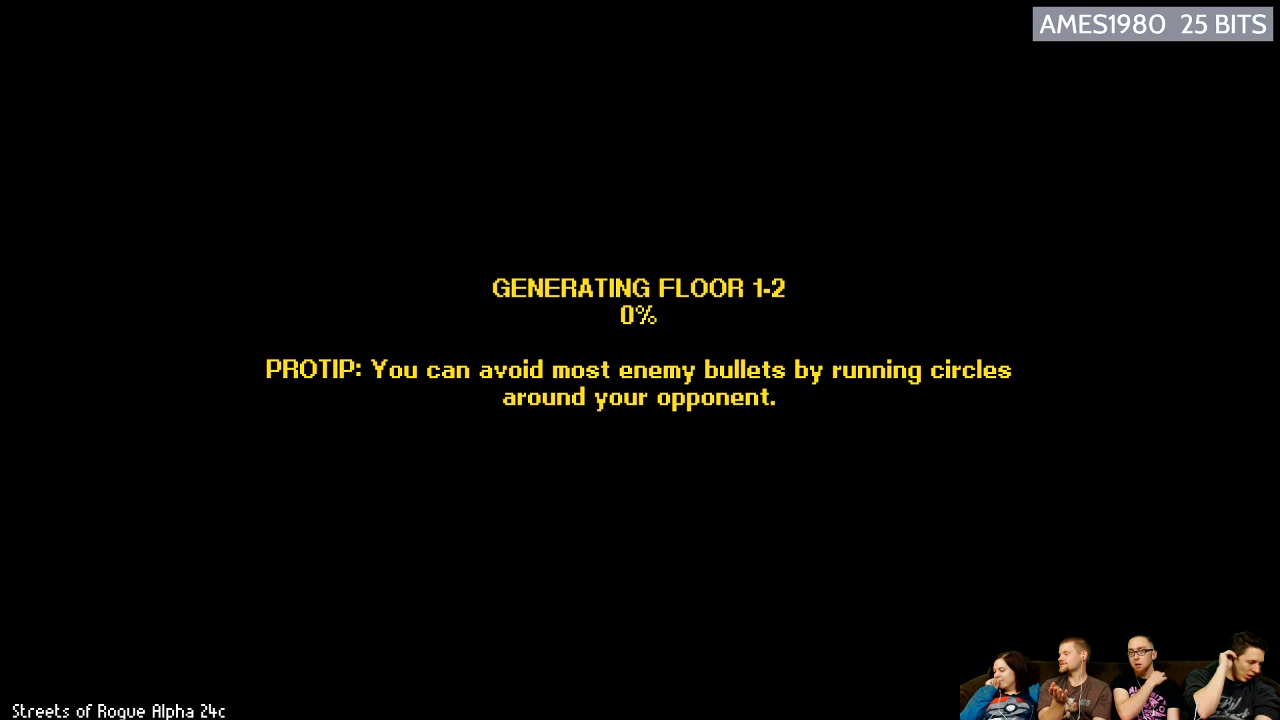 AMES1980 25 BITS
GENERATING FLOOR 1-2
0%
PROTIP: You can avoid most enemy bullets by running circles
around your opponent.
Streets of Rogue Alpha 24c